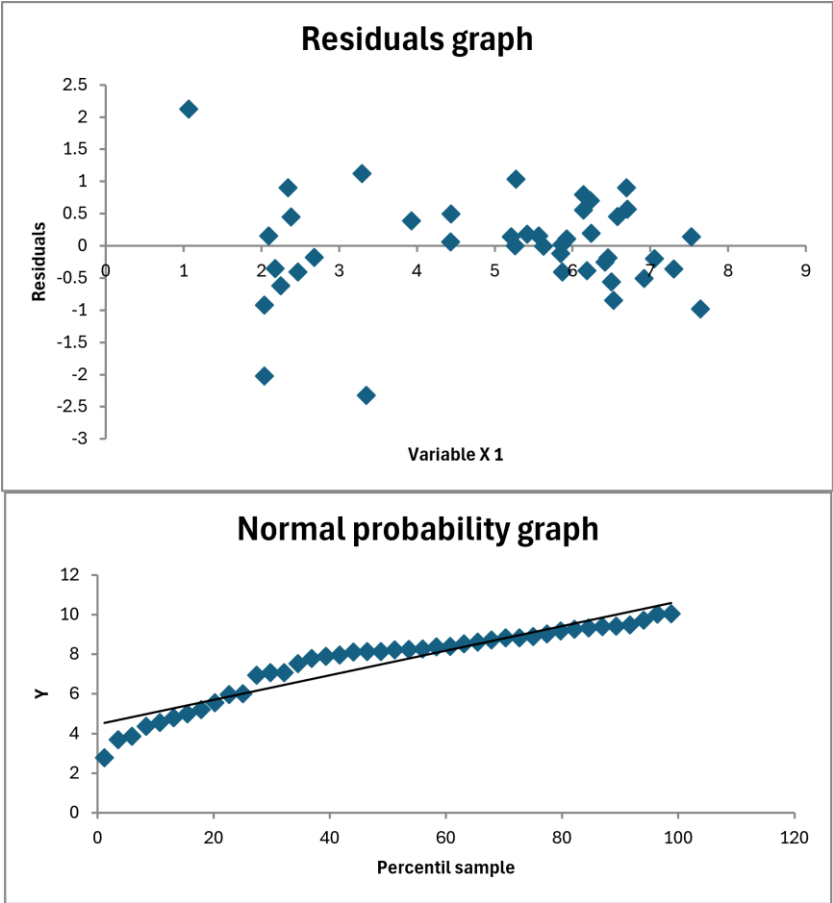 Residuals graph
2.5
2
1.5
1
0.5
0
-0.5
-1
-1.5
-2
-2.5
-3
0 1 2 3 4 5 6 7 8 9
Residuals
Variable X 1
Normal probability graph
12
10
8
6
4
2
0
0 20 40 60 80 100 120
Y
Percentil sample